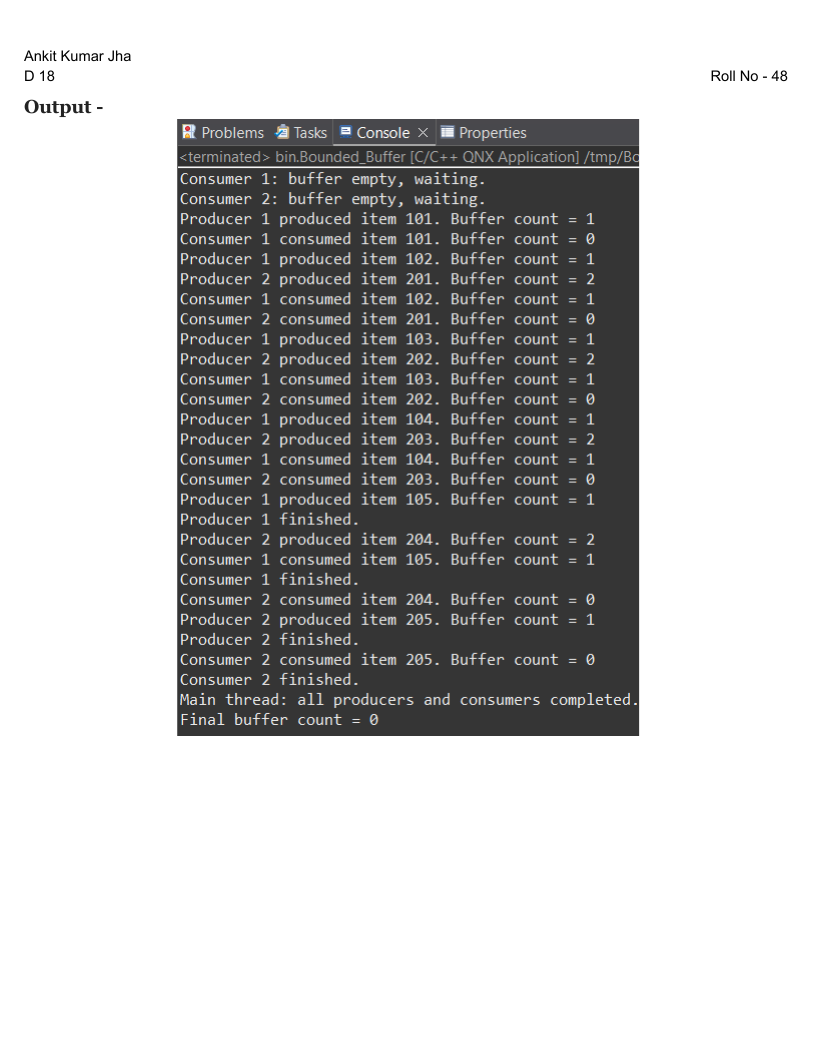 Ankit Kumar Jha
D 18 Roll No - 48
Output -
Problems Tasks Console Properties
<terminated> bin.Bounded_Buffer [C/C++ QNX Application] /tmp/Bo
Consumer 1: buffer empty, waiting.
Consumer 2: buffer empty, waiting.
Producer 1 produced item 101. Buffer count = 1
Consumer 1 consumed item 101. Buffer count = 0
Producer 1 produced item 102. Buffer count = 1
Producer 2 produced item 201. Buffer count = 2
Consumer 1 consumed item 102. Buffer count = 1
Consumer 2 consumed item 201. Buffer count = 0
Producer 1 produced item 103. Buffer count = 1
Producer 2 produced item 202. Buffer count = 2
Consumer 1 consumed item 103. Buffer count = 1
Consumer 2 consumed item 202. Buffer count = 0
Producer 1 produced item 104. Buffer count = 1
Producer 2 produced item 203. Buffer count = 2
Consumer 1 consumed item 104. Buffer count = 1
Consumer 2 consumed item 203. Buffer count = 0
Producer 1 produced item 105. Buffer count = 1
Producer 1 finished.
Producer 2 produced item 204. Buffer count = 2
Consumer 1 consumed item 105. Buffer count = 1
Consumer 1 finished.
Consumer 2 consumed item 204. Buffer count = 0
Producer 2 produced item 205. Buffer count = 1
Producer 2 finished.
Consumer 2 consumed item 205. Buffer count = 0
Consumer 2 finished.
Main thread: all producers and consumers completed.
Final buffer count = 0